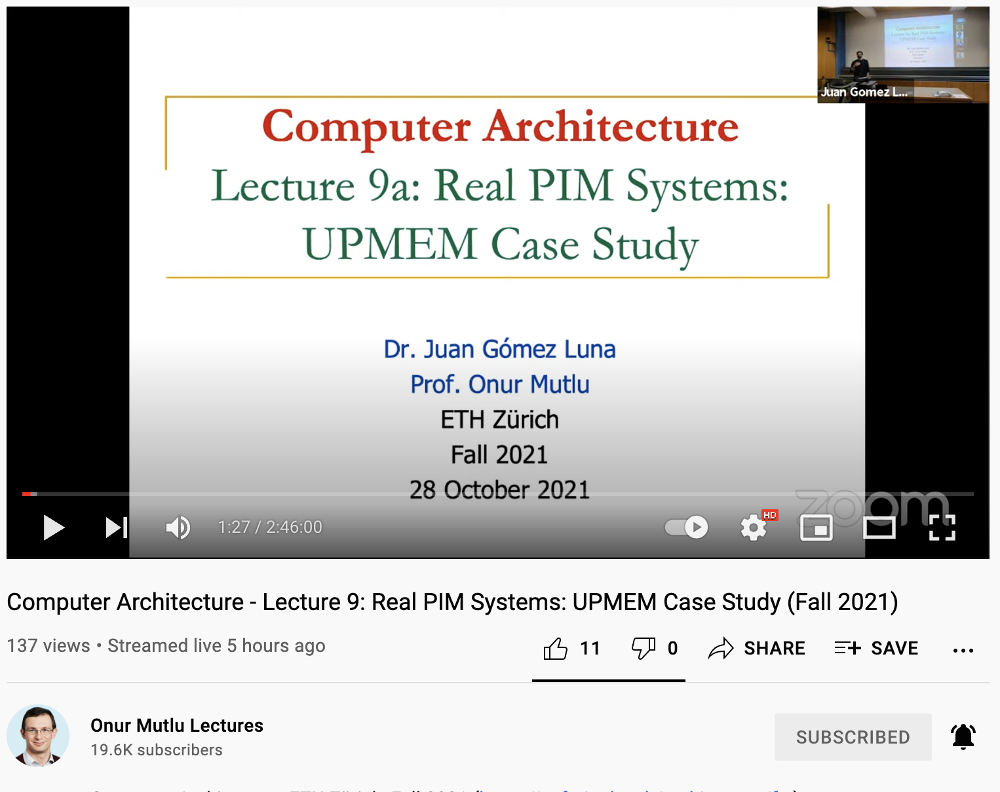 Computer Architecture
Lecture 9a: Real PIM Systems:
UPMEM Case Study
Juan Gomez L...
Dr. Juan Gómez Luna
Prof. Onur Mutlu
ETH Zürich
Fall 2021
28 October 2021
zoom
1:27 / 2:46:00
HD
Computer Architecture - Lecture 9: Real PIM Systems: UPMEM Case Study (Fall 2021)
137 views • Streamed live 5 hours ago
11
0
SHARE
SAVE
Onur Mutlu Lectures
19.6K subscribers
SUBSCRIBED